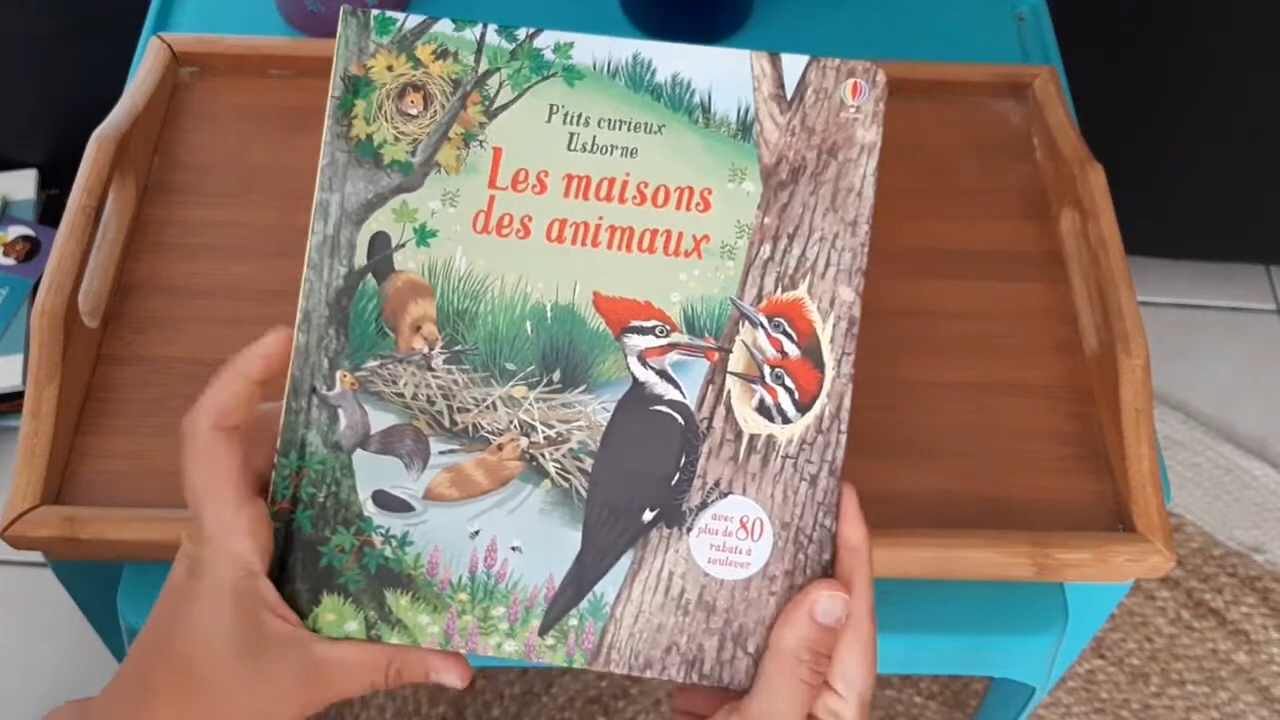 P'tits curieux
Usborne
Les maisons
des animaux
avec
plus de 80
rabats à
soulever